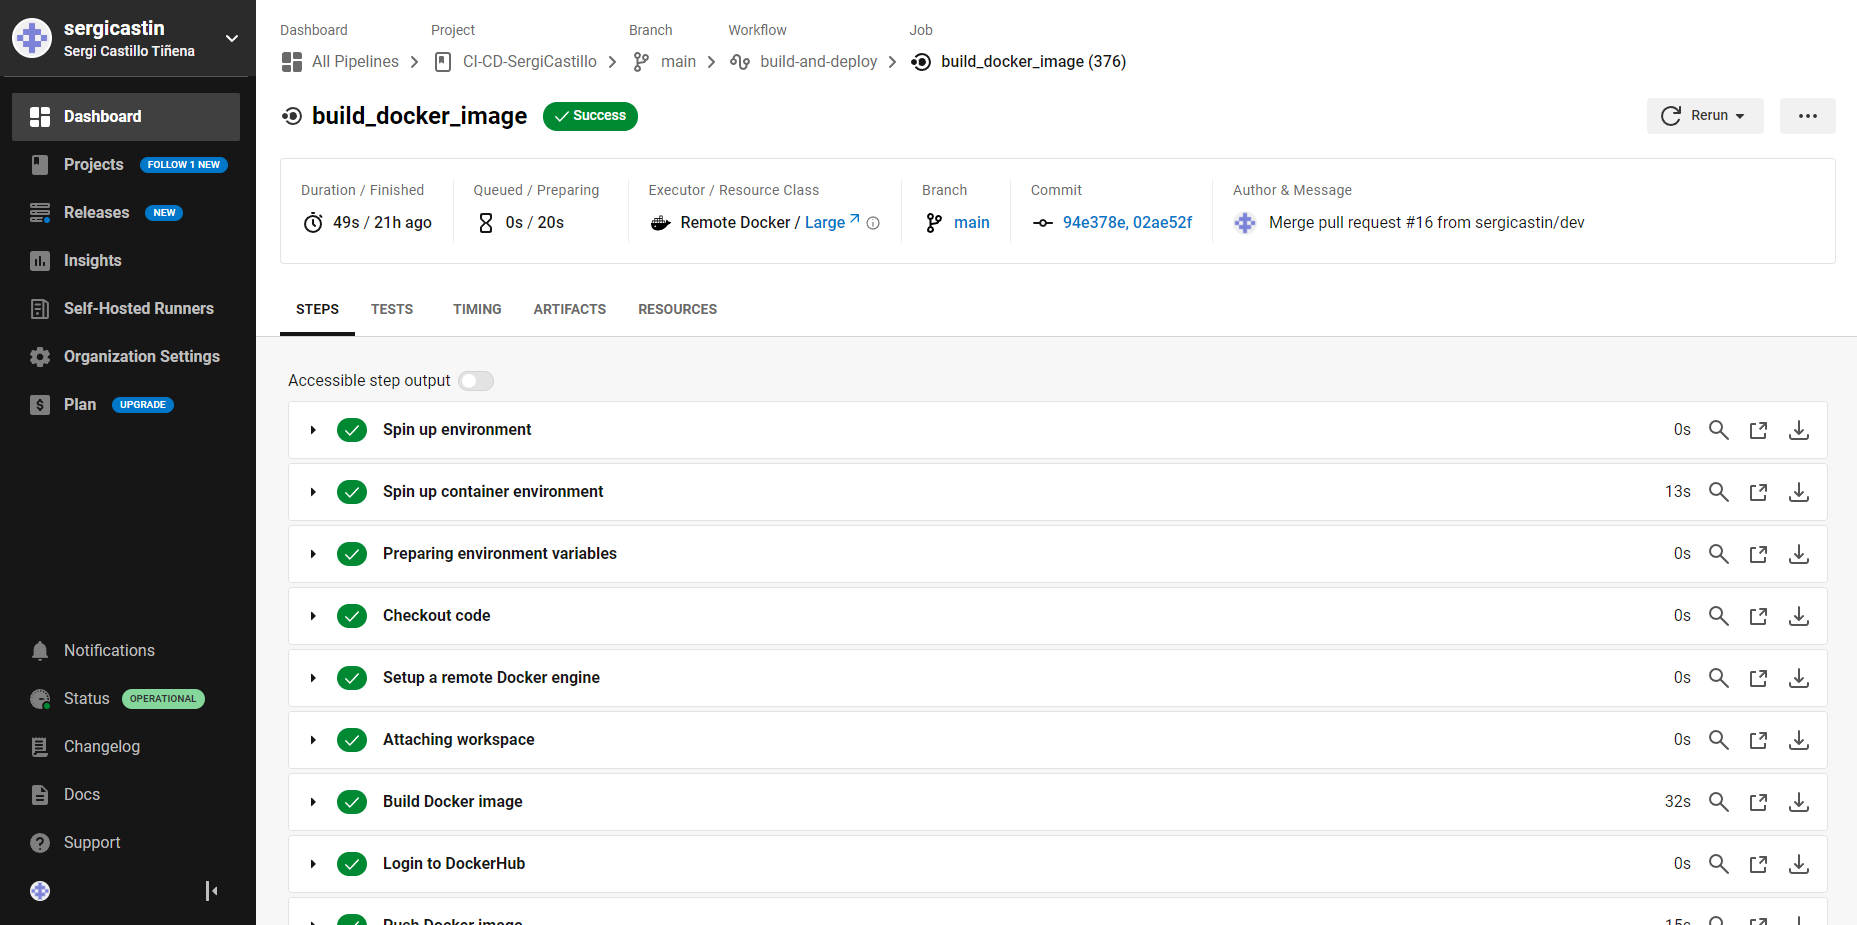 sergicastin
Sergi Castillo Tiñena
Dashboard
Projects FOLLOW 1 NEW
Releases NEW
Insights
Self-Hosted Runners
Organization Settings
Plan UPGRADE
Notifications
Status OPERATIONAL
Changelog
Docs
Support
Dashboard Project Branch Workflow Job
All Pipelines CI-CD-SergiCastillo main build-and-deploy build_docker_image (376)
build_docker_image Success
Rerun
Duration / Finished Queued / Preparing Executor / Resource Class Branch Commit Author & Message
49s / 21h ago 0s / 20s Remote Docker / Large main 94e378e, 02ae52f Merge pull request #16 from sergicastin/dev
STEPS TESTS TIMING ARTIFACTS RESOURCES
Accessible step output
Spin up environment 0s
Spin up container environment 13s
Preparing environment variables 0s
Checkout code 0s
Setup a remote Docker engine 0s
Attaching workspace 0s
Build Docker image 32s
Login to DockerHub 0s
Push Docker image 15s